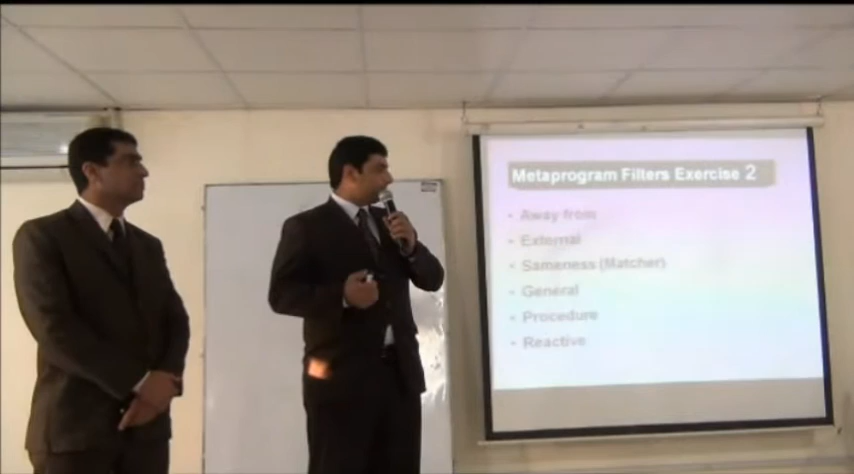 Metaprogram Filters Exercise 2
• Away from
• External
• Sameness (Matcher)
• General
• Procedure
• Reactive